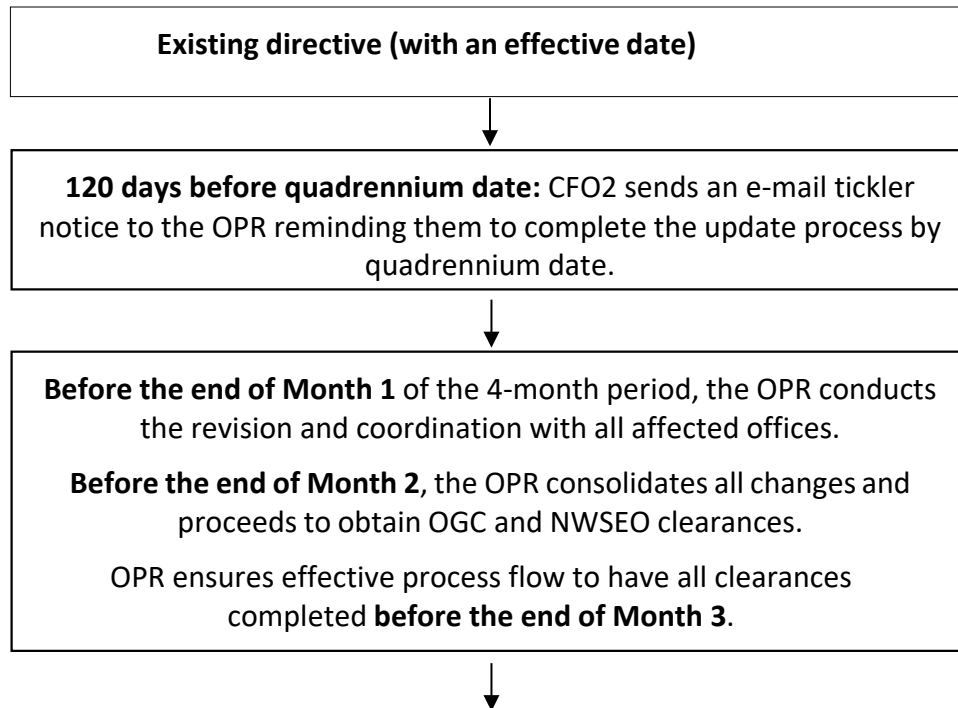 Existing directive (with an effective date)
120 days before quadrennium date: CFO2 sends an e-mail tickler
notice to the OPR reminding them to complete the update process by
quadrennium date.
Before the end of Month 1 of the 4-month period, the OPR conducts
the revision and coordination with all affected offices.
Before the end of Month 2, the OPR consolidates all changes and
proceeds to obtain OGC and NWSEO clearances.
OPR ensures effective process flow to have all clearances
completed before the end of Month 3.